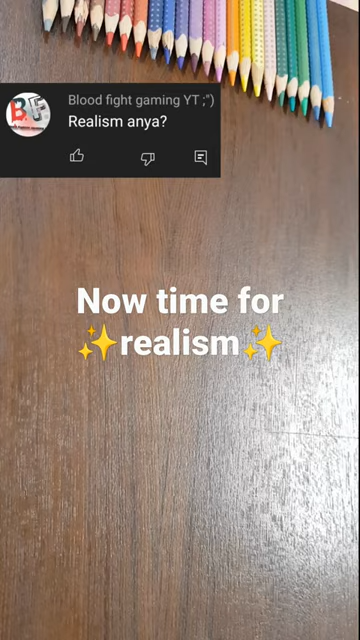 Blood fight gaming YT ;")
Realism anya?
Now time for
✨realism✨